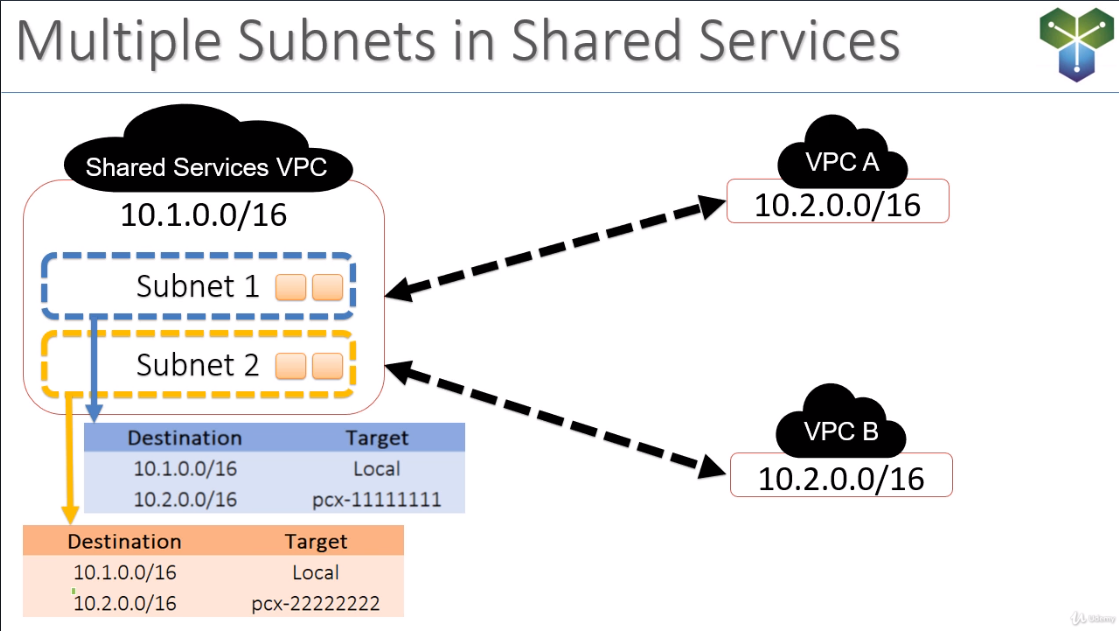 Multiple Subnets in Shared Services
Shared Services VPC
10.1.0.0/16
Subnet 1
Subnet 2
VPC A
10.2.0.0/16
VPC B
10.2.0.0/16
Destination Target
10.1.0.0/16 Local
10.2.0.0/16 pcx-11111111
Destination Target
10.1.0.0/16 Local
10.2.0.0/16 pcx-22222222
Udemy